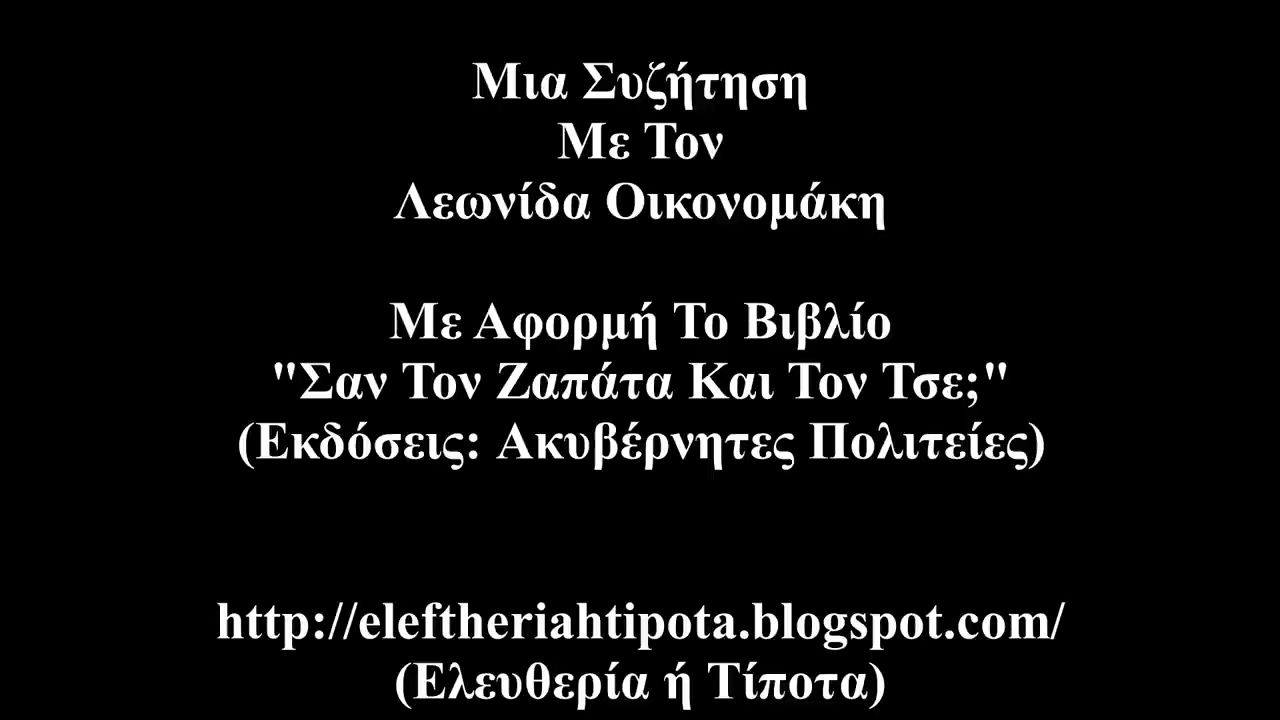 Μια Συζήτηση
Με Τον
Λεωνίδα Οικονομάκη
Με Αφορμή Το Βιβλίο
"Σαν Τον Ζαπάτα Και Τον Τσε;"
(Εκδόσεις: Ακυβέρνητες Πολιτείες)
http://eleftheriahtipota.blogspot.com/
(Ελευθερία ή Τίποτα)